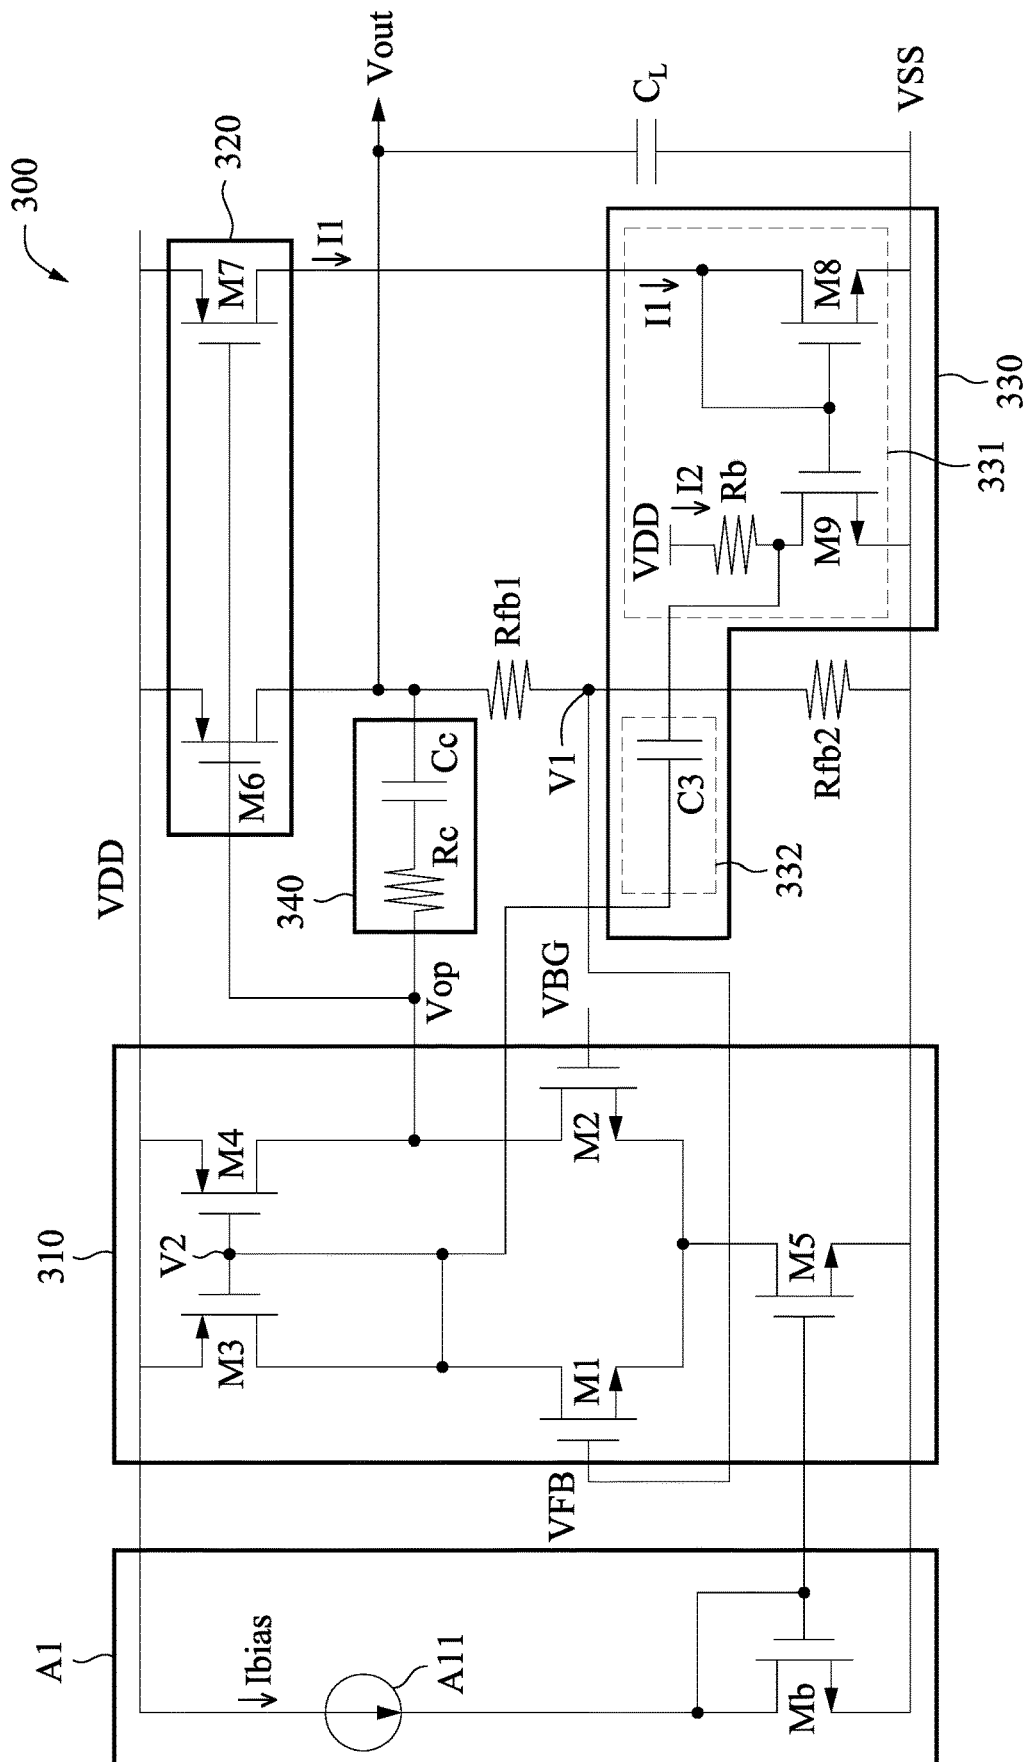 300
A1
310
VDD
320
Ibias
A11
Mb
M3
V2
M4
VFB
M1
M2
VBG
M5
Vop
340
Rc
Cc
M6
M7
I1
Vout
Rfb1
V1
Rfb2
332
C3
VDD
I2
Rb
M9
I1
M8
331
330
CL
VSS